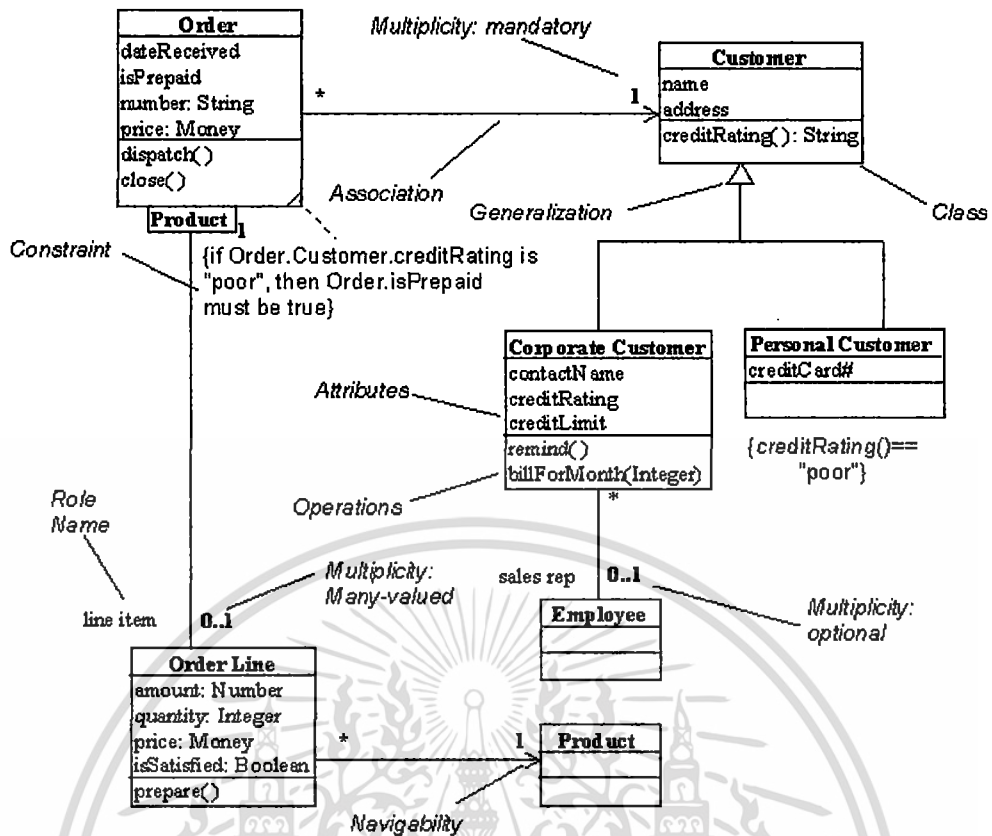 Order
dateReceived
isPrepaid
number: String
price: Money
dispatch()
close()
Product
1
Multiplicity: mandatory
*
1
Association
Customer
name
address
creditRating(): String
Generalization
Class
Constraint
{if Order.Customer.creditRating is
"poor", then Order.isPrepaid
must be true}
Corporate Customer
contactName
creditRating
creditLimit
remind()
billForMonth(Integer)
Attributes
Operations
Personal Customer
creditCard#
{creditRating()==
"poor"}
*
sales rep
0..1
Employee
Multiplicity:
optional
Role
Name
line item
0..1
Multiplicity:
Many-valued
Order Line
amount: Number
quantity: Integer
price: Money
isSatisfied: Boolean
prepare()
*
1
Product
Navigability